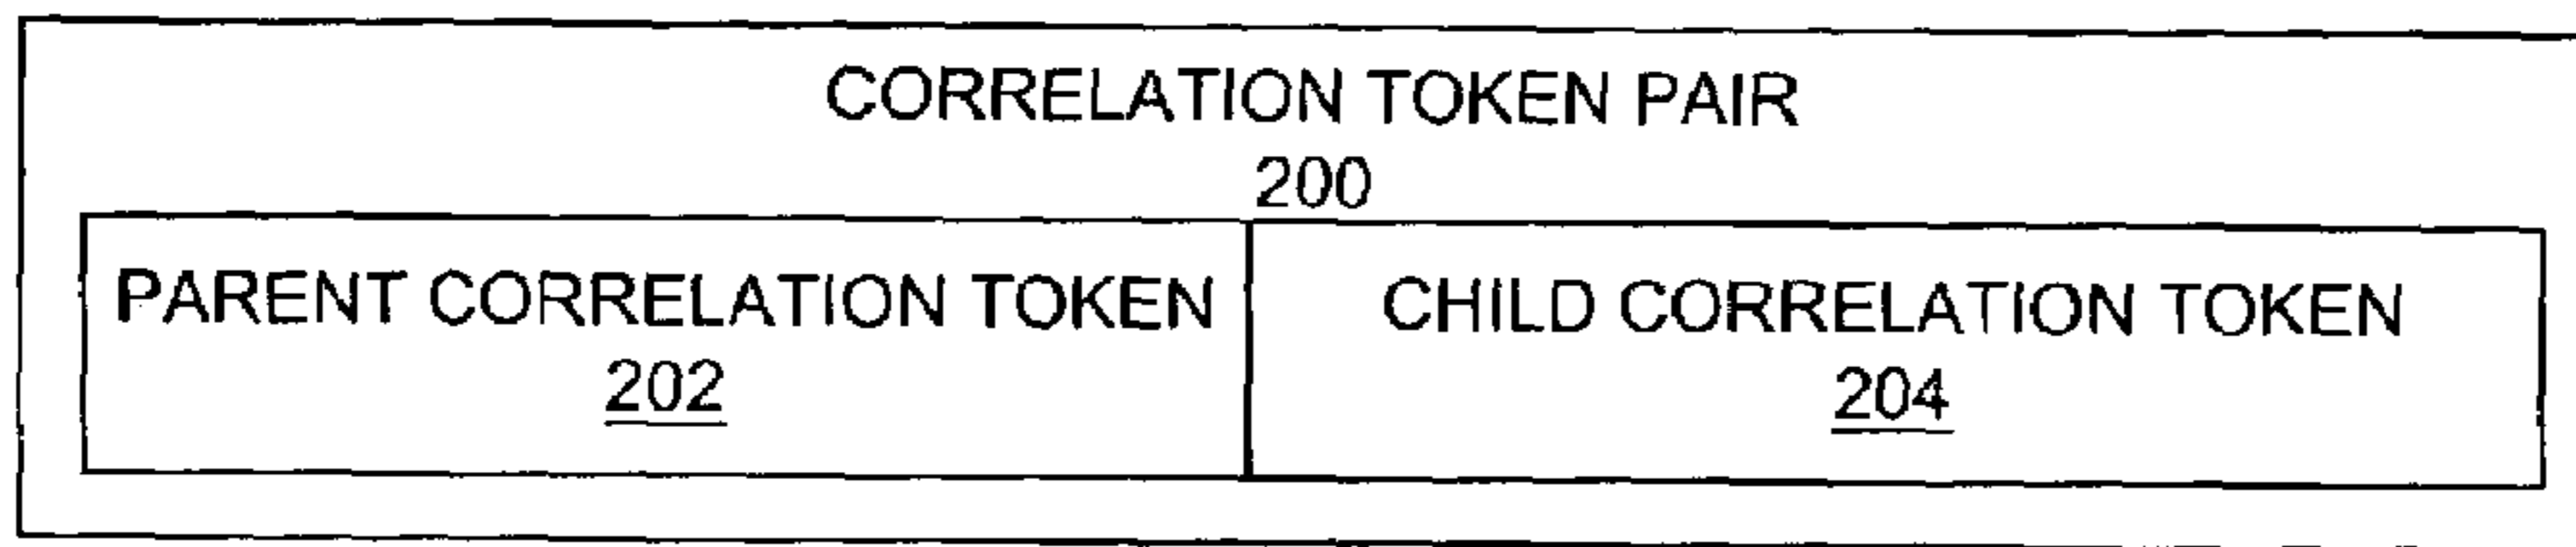 CORRELATION TOKEN PAIR
200
PARENT CORRELATION TOKEN
202
CHILD CORRELATION TOKEN
204